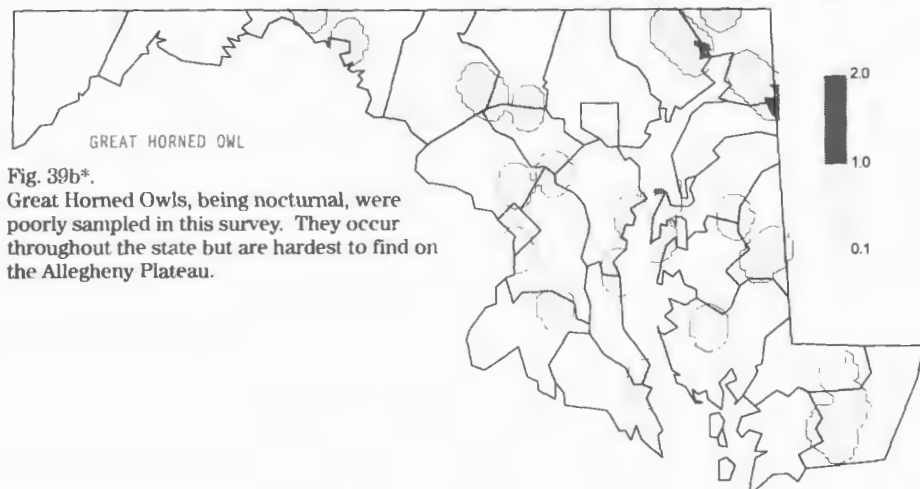 GREAT HORNED OWL
Fig. 39b*.
Great Horned Owls, being nocturnal, were
poorly sampled in this survey. They occur
throughout the state but are hardest to find on
the Allegheny Plateau.
2.0
1.0
0.1